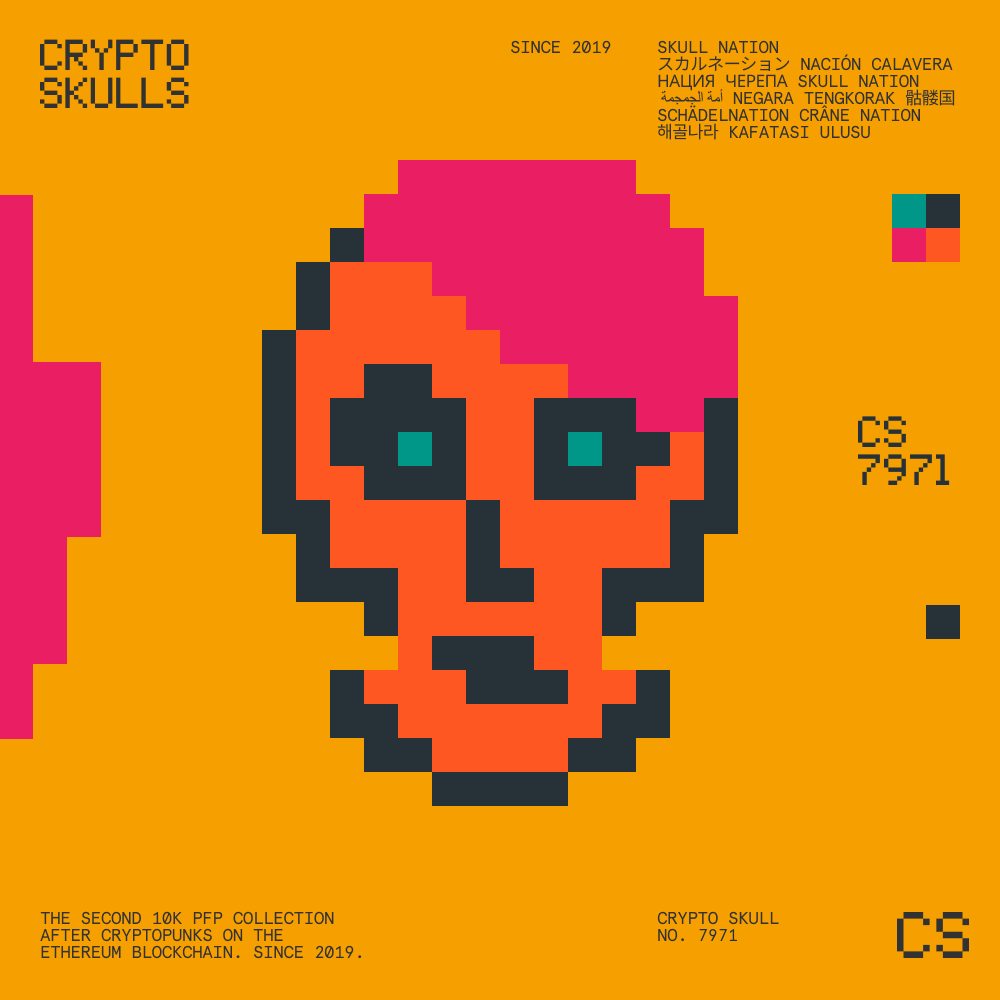 CRYPTO
SKULLS
SINCE 2019
SKULL NATION
スカルネーション NACIÓN CALAVERA
НАЦИЯ ЧЕРЕПА SKULL NATION
أمة الجمجمة NEGARA TENGKORAK 骷髅国
SCHÄDELNATION CRÂNE NATION
해골나라 KAFATASI ULUSU
CS
7971
THE SECOND 10K PFP COLLECTION
AFTER CRYPTOPUNKS ON THE
ETHEREUM BLOCKCHAIN. SINCE 2019.
CRYPTO SKULL
NO. 7971
CS